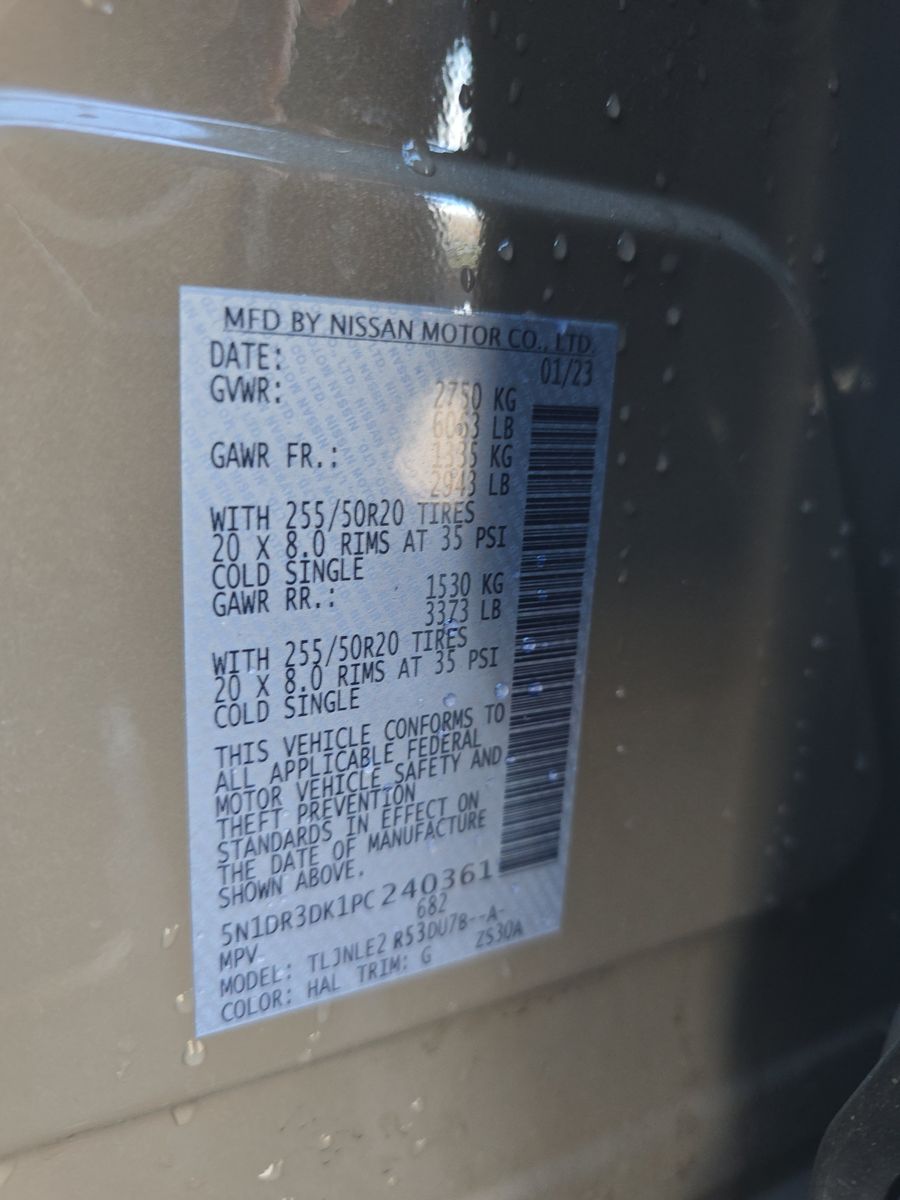 MFD BY NISSAN MOTOR CO., LTD.
DATE: 01/23
GVWR: 2750 KG
6063 LB
GAWR FR.: 1335 KG
2943 LB
WITH 255/50R20 TIRES
20 X 8.0 RIMS AT 35 PSI
COLD SINGLE
GAWR RR.: 1530 KG
3373 LB
WITH 255/50R20 TIRES
20 X 8.0 RIMS AT 35 PSI
COLD SINGLE
THIS VEHICLE CONFORMS TO
ALL APPLICABLE FEDERAL
MOTOR VEHICLE SAFETY AND
THEFT PREVENTION
STANDARDS IN EFFECT ON
THE DATE OF MANUFACTURE
SHOWN ABOVE.
5N1DR3DK1PC240361
MPV 682
MODEL: TLJNLE2 R53DU7B--A-
COLOR: HAL TRIM: G ZS30A